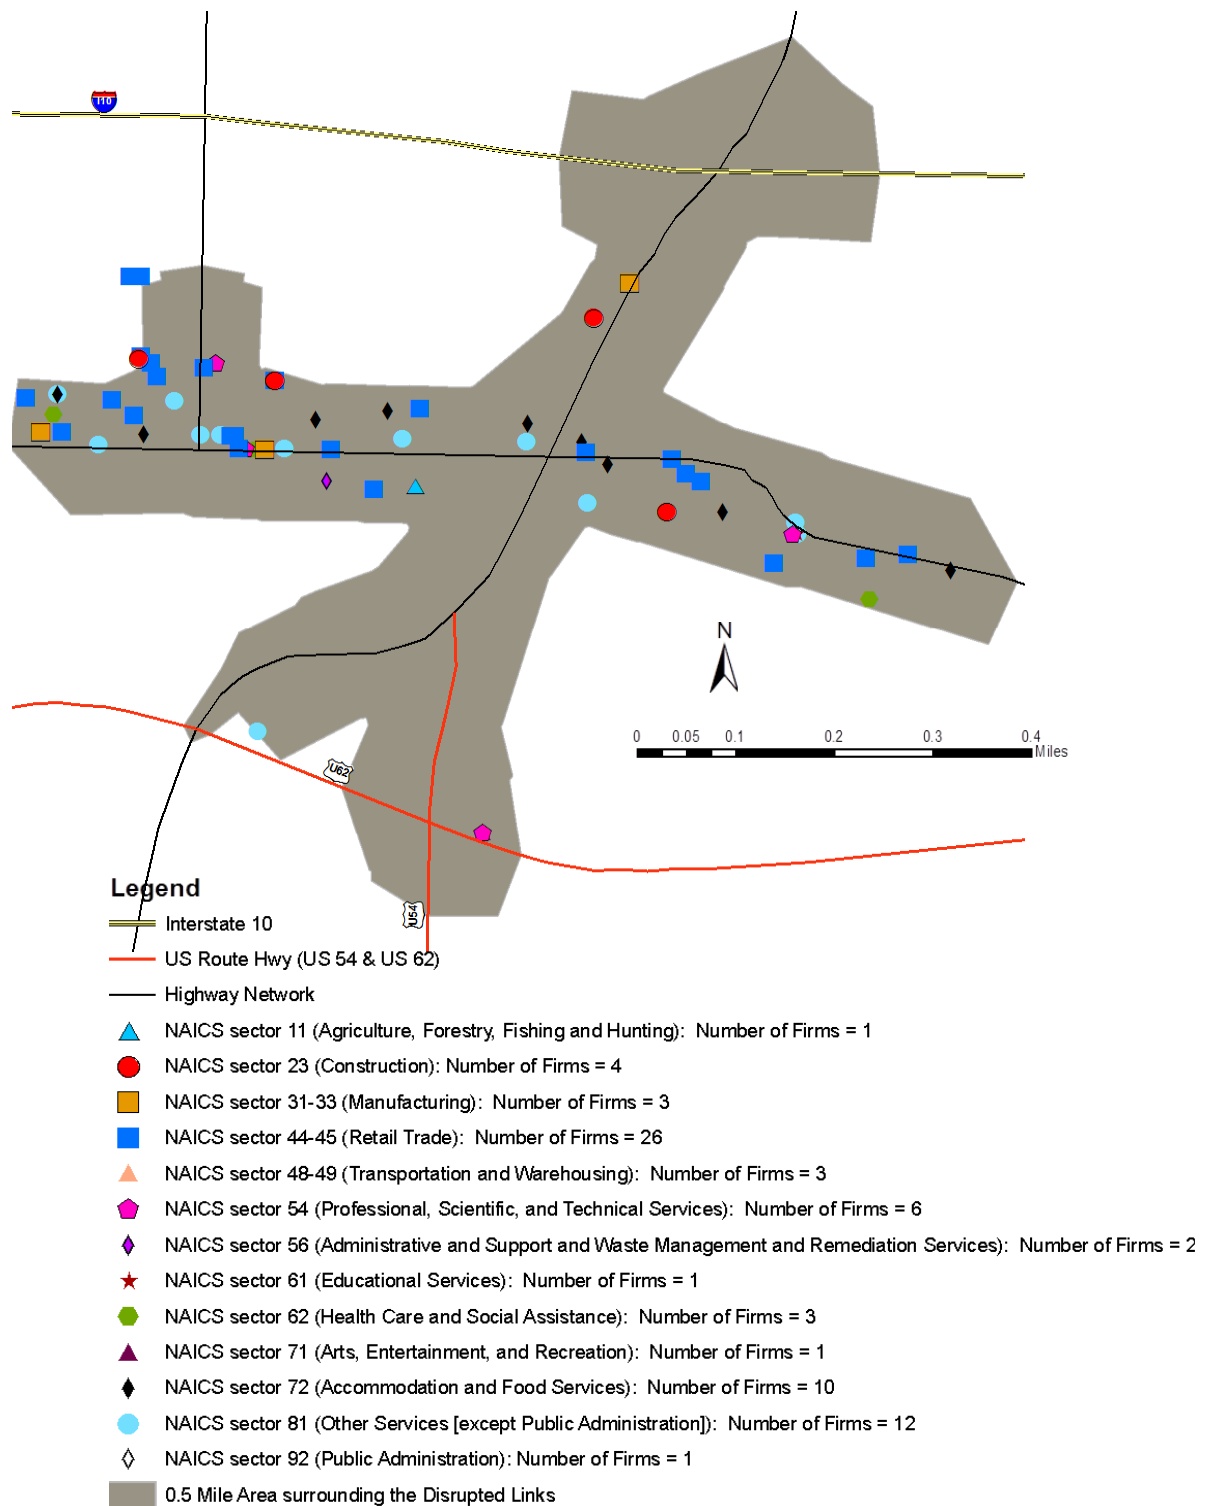 I10
N
0 0.05 0.1 0.2 0.3 0.4
Miles
U62
U54
Legend
Interstate 10
US Route Hwy (US 54 & US 62)
Highway Network
NAICS sector 11 (Agriculture, Forestry, Fishing and Hunting): Number of Firms = 1
NAICS sector 23 (Construction): Number of Firms = 4
NAICS sector 31-33 (Manufacturing): Number of Firms = 3
NAICS sector 44-45 (Retail Trade): Number of Firms = 26
NAICS sector 48-49 (Transportation and Warehousing): Number of Firms = 3
NAICS sector 54 (Professional, Scientific, and Technical Services): Number of Firms = 6
NAICS sector 56 (Administrative and Support and Waste Management and Remediation Services): Number of Firms = 2
NAICS sector 61 (Educational Services): Number of Firms = 1
NAICS sector 62 (Health Care and Social Assistance): Number of Firms = 3
NAICS sector 71 (Arts, Entertainment, and Recreation): Number of Firms = 1
NAICS sector 72 (Accommodation and Food Services): Number of Firms = 10
NAICS sector 81 (Other Services [except Public Administration]): Number of Firms = 12
NAICS sector 92 (Public Administration): Number of Firms = 1
0.5 Mile Area surrounding the Disrupted Links